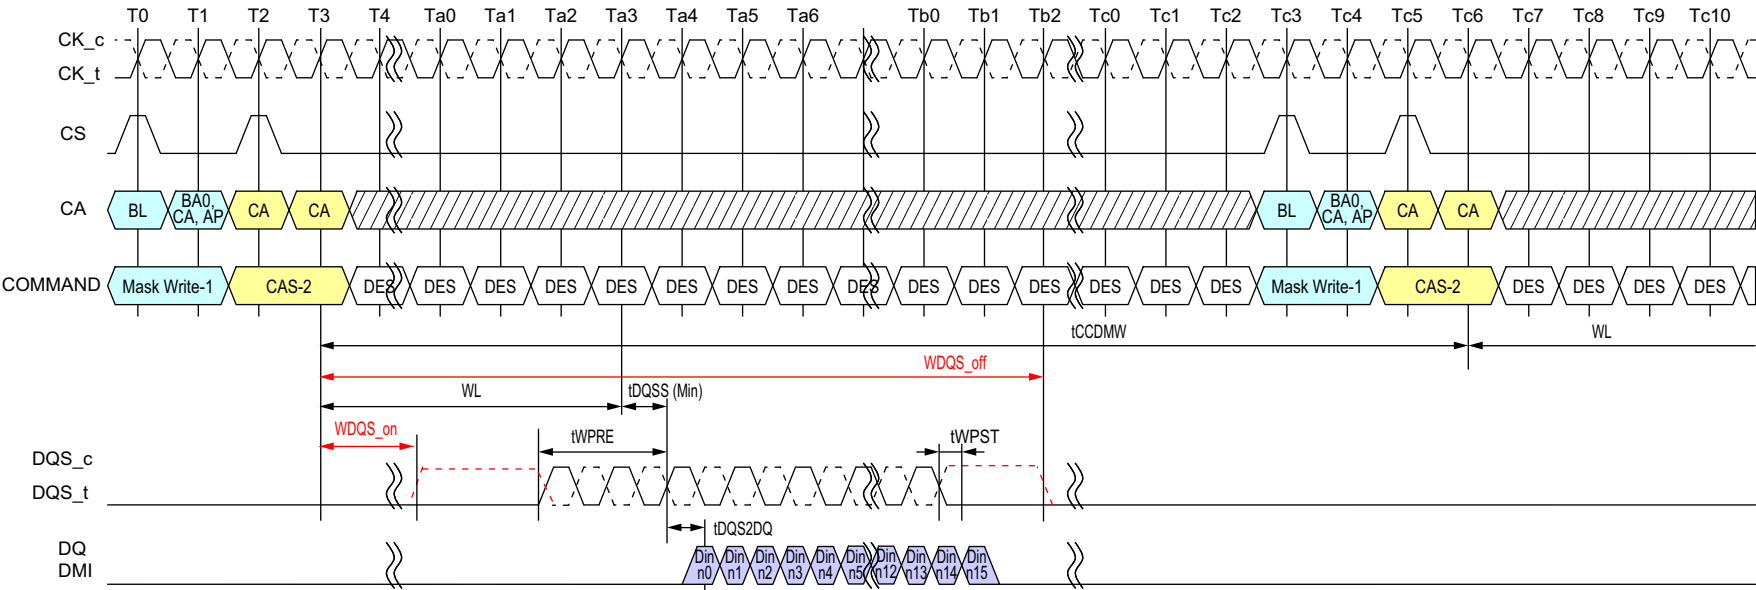 T0 T1 T2 T3 T4 Ta0 Ta1 Ta2 Ta3 Ta4 Ta5 Ta6 Tb0 Tb1 Tb2 Tc0 Tc1 Tc2 Tc3 Tc4 Tc5 Tc6 Tc7 Tc8 Tc9 Tc10
CK_c
CK_t
CS
CA BL BA0, CA, AP CA CA BL BA0, CA, AP CA CA
COMMAND Mask Write-1 CAS-2 DES DES DES DES DES DES DES DES DES DES DES DES DES DES DES Mask Write-1 CAS-2 DES DES DES DES
tCCDMW WL
WDQS_off
WL tDQSS (Min)
WDQS_on tWPRE tWPST
DQS_c
DQS_t
tDQS2DQ
DQ Din Din Din Din Din Din Din Din Din Din
DMI n0 n1 n2 n3 n4 n5 n12 n13 n14 n15